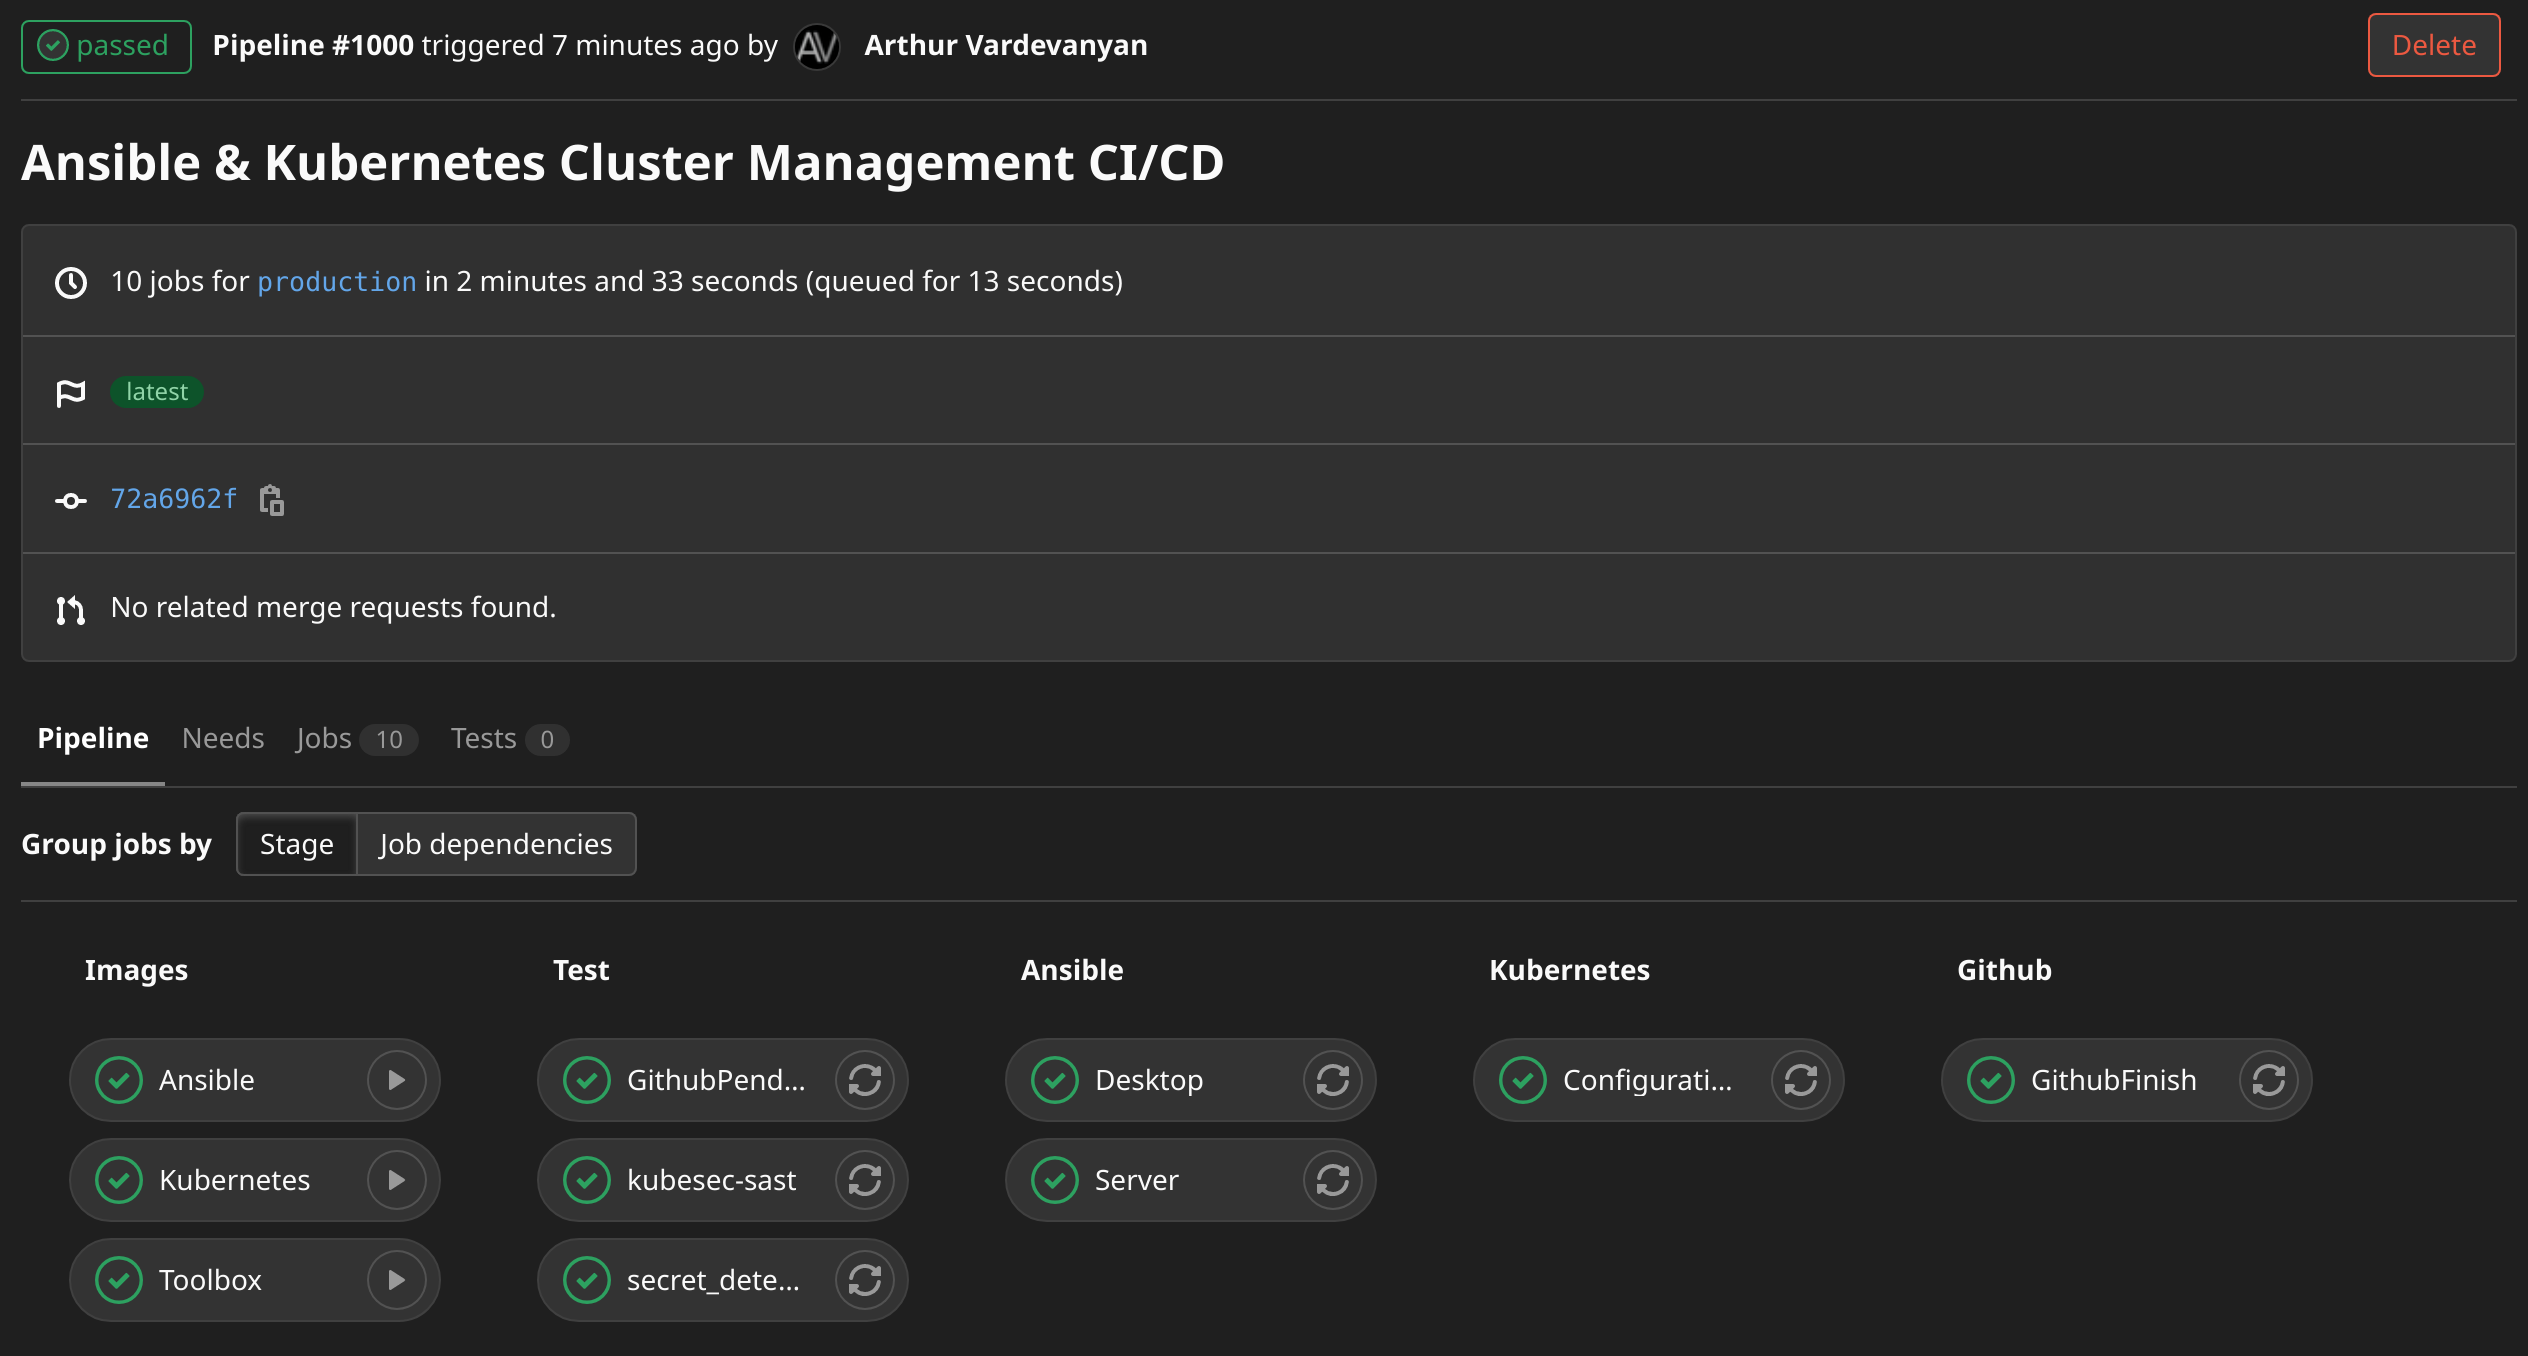 passed Pipeline #1000 triggered 7 minutes ago by AV Arthur Vardevanyan Delete
Ansible & Kubernetes Cluster Management CI/CD
10 jobs for production in 2 minutes and 33 seconds (queued for 13 seconds)
latest
72a6962f
No related merge requests found.
Pipeline Needs Jobs 10 Tests 0
Group jobs by Stage Job dependencies
Images Test Ansible Kubernetes Github
Ansible GithubPend... Desktop Configurati... GithubFinish
Kubernetes kubesec-sast Server
Toolbox secret_dete...